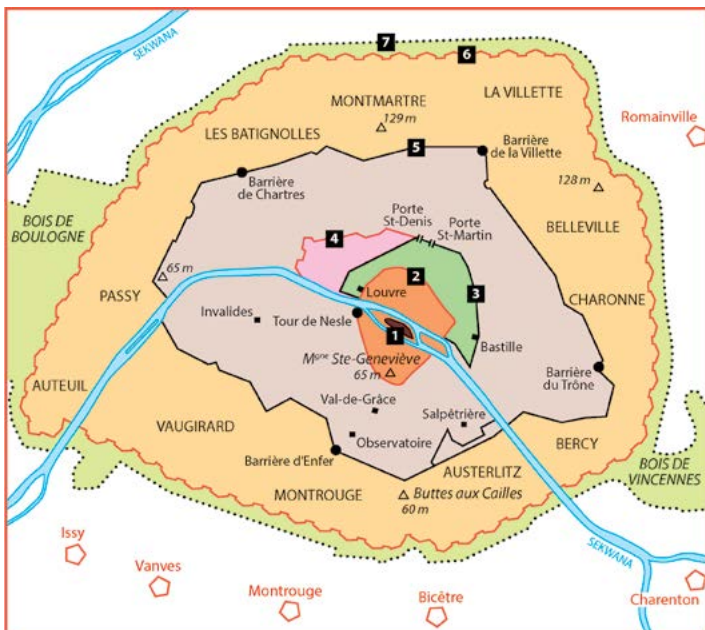 SEKWANA
7
6
MONTMARTRE
129 m
LA VILLETTE
Romainville
LES BATIGNOLLES
5
Barrière
de la Villette
Barrière
de Chartres
128 m
BOIS DE
BOULOGNE
4
Porte
St-Denis
Porte
St-Martin
BELLEVILLE
65 m
2
3
PASSY
Louvre
CHARONNE
Invalides
Tour de Nesle
1
Bastille
Mgne Ste-Geneviève
65 m
Barrière
du Trône
AUTEUIL
Val-de-Grâce
Salpêtrière
VAUGIRARD
Observatoire
BERCY
Barrière d'Enfer
AUSTERLITZ
BOIS DE
VINCENNES
MONTROUGE
Buttes aux Cailles
60 m
Issy
SEKWANA
Vanves
Montrouge
Bicêtre
Charenton